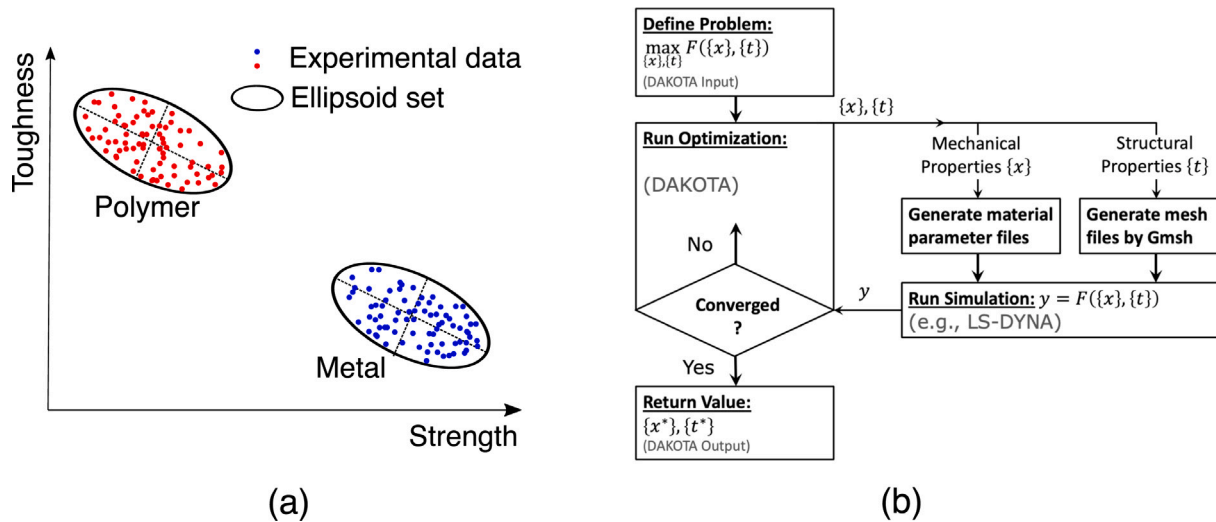 Toughness
Experimental data
Ellipsoid set
Polymer
Metal
Strength
(a)
Define Problem:
max F({x}, {t})
{x},{t}
(DAKOTA Input)
{x}, {t}
Run Optimization:
(DAKOTA)
Mechanical
Properties {x}
Structural
Properties {t}
Generate material
parameter files
Generate mesh
files by Gmsh
No
y
Converged
?
Run Simulation: y = F({x}, {t})
(e.g., LS-DYNA)
Yes
Return Value:
{x*}, {t*}
(DAKOTA Output)
(b)